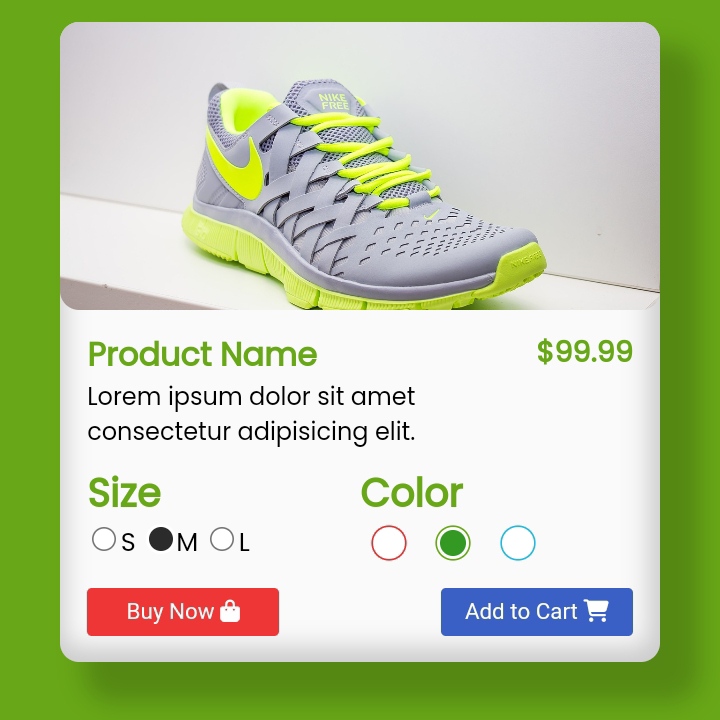 NIKE
FREE
Product Name
$99.99
Lorem ipsum dolor sit amet
consectetur adipisicing elit.
Size
Color
S M L
Buy Now
Add to Cart